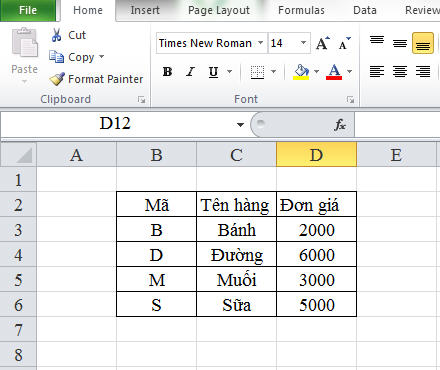 File Home Insert Page Layout Formulas Data Review
Cut
Copy
Format Painter
Paste
Clipboard
Times New Roman 14 A A
B I U A
Font
D12 fx
A B C D E
1
2 Mã Tên hàng Đơn giá
3 B Bánh 2000
4 D Đường 6000
5 M Muối 3000
6 S Sữa 5000
7
8